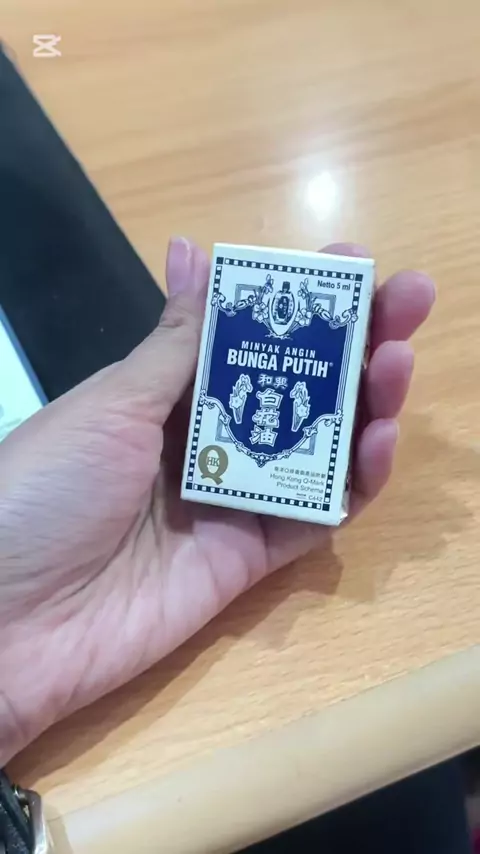 Netto 5 ml
MINYAK ANGIN
BUNGA PUTIH®
和興
白花油
HK
Q
Hong Kong Q-Mark
Product Scheme